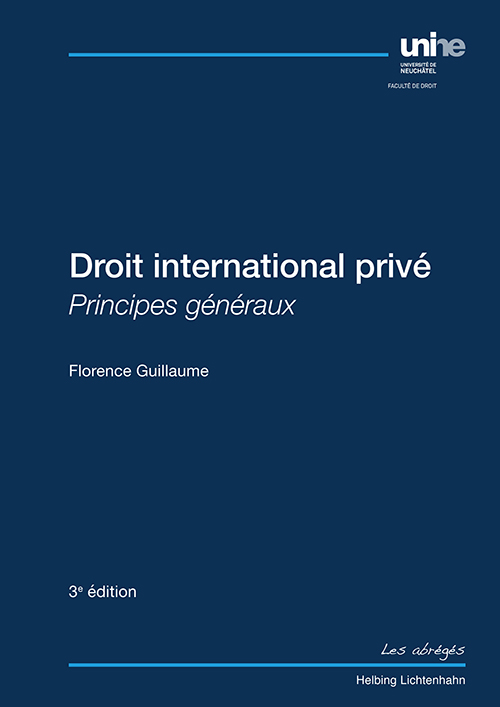 unine
UNIVERSITÉ DE
NEUCHÂTEL
FACULTÉ DE DROIT
Droit international privé
Principes généraux
Florence Guillaume
3e édition
Les abrégés
Helbing Lichtenhahn